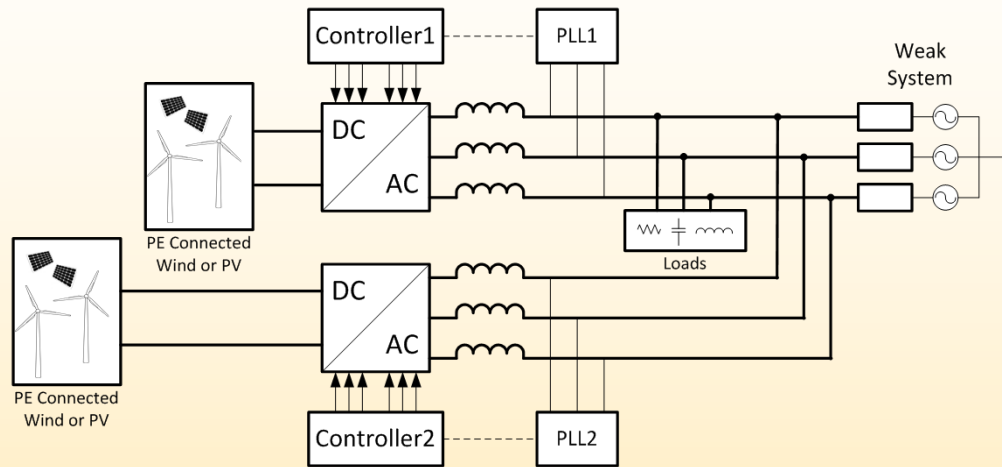 Controller1
PLL1
Weak
System
DC
AC
PE Connected
Wind or PV
Loads
DC
AC
PE Connected
Wind or PV
Controller2
PLL2